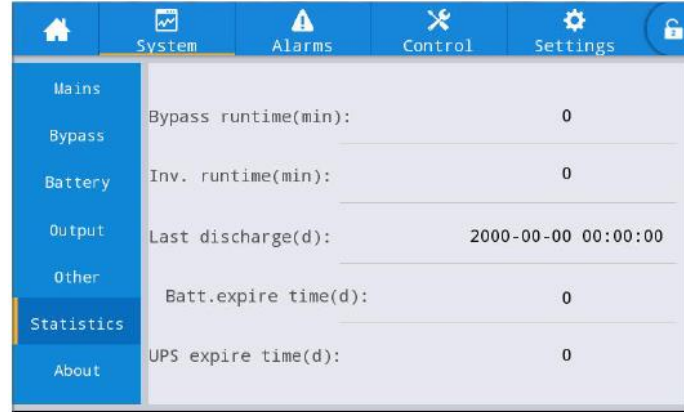 System Alarms Control Settings
Mains
Bypass
Battery
Output
Other
Statistics
About
Bypass runtime(min): 0
Inv. runtime(min): 0
Last discharge(d): 2000-00-00 00:00:00
Batt.expire time(d): 0
UPS expire time(d): 0